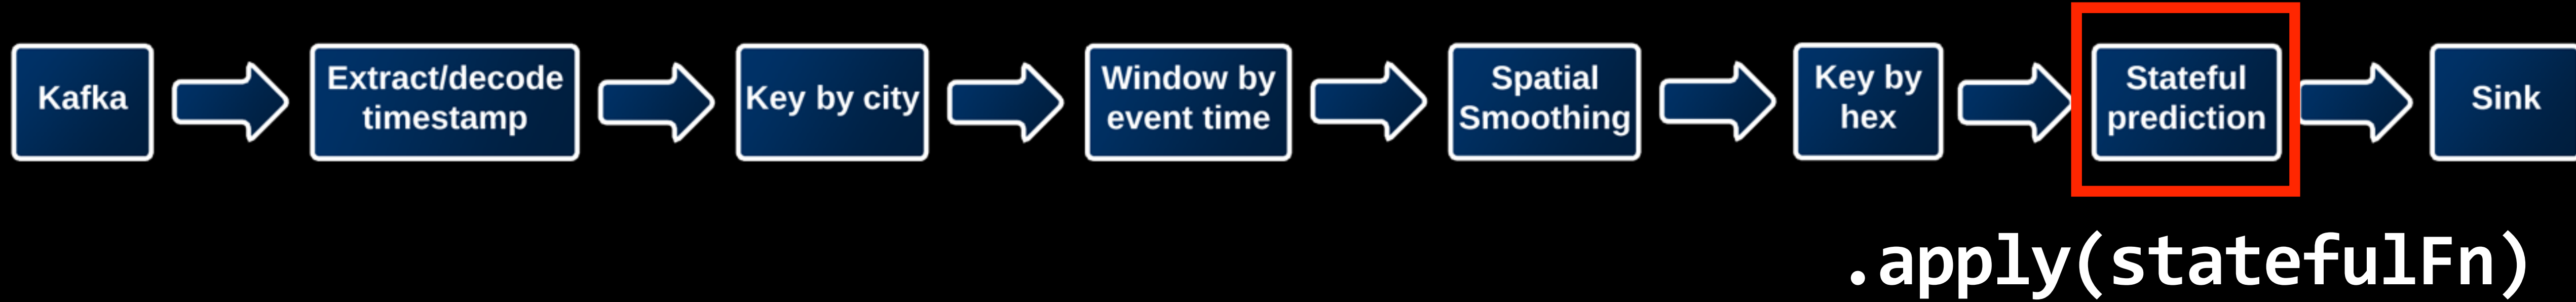 Kafka
Extract/decode
timestamp
Key by city
Window by
event time
Spatial
Smoothing
Key by
hex
Stateful
prediction
Sink
.apply(statefulFn)